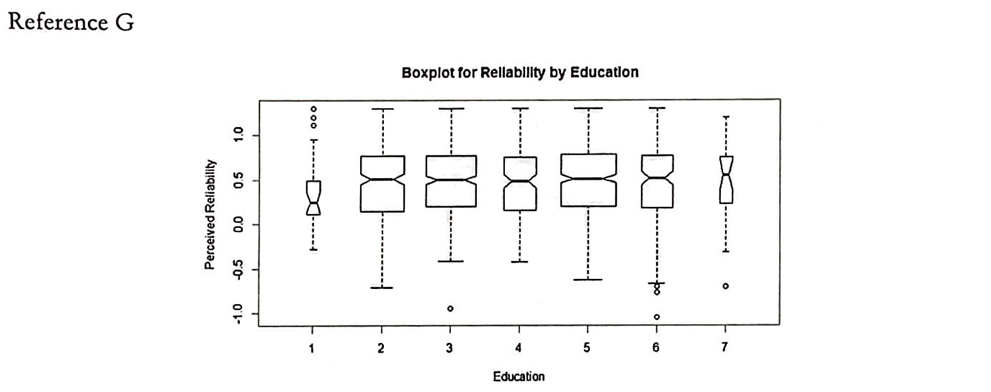 Reference G
Boxplot for Reliability by Education
Perceived Reliability
1.0
0.5
0.0
-0.5
-1.0
1 2 3 4 5 6 7
Education